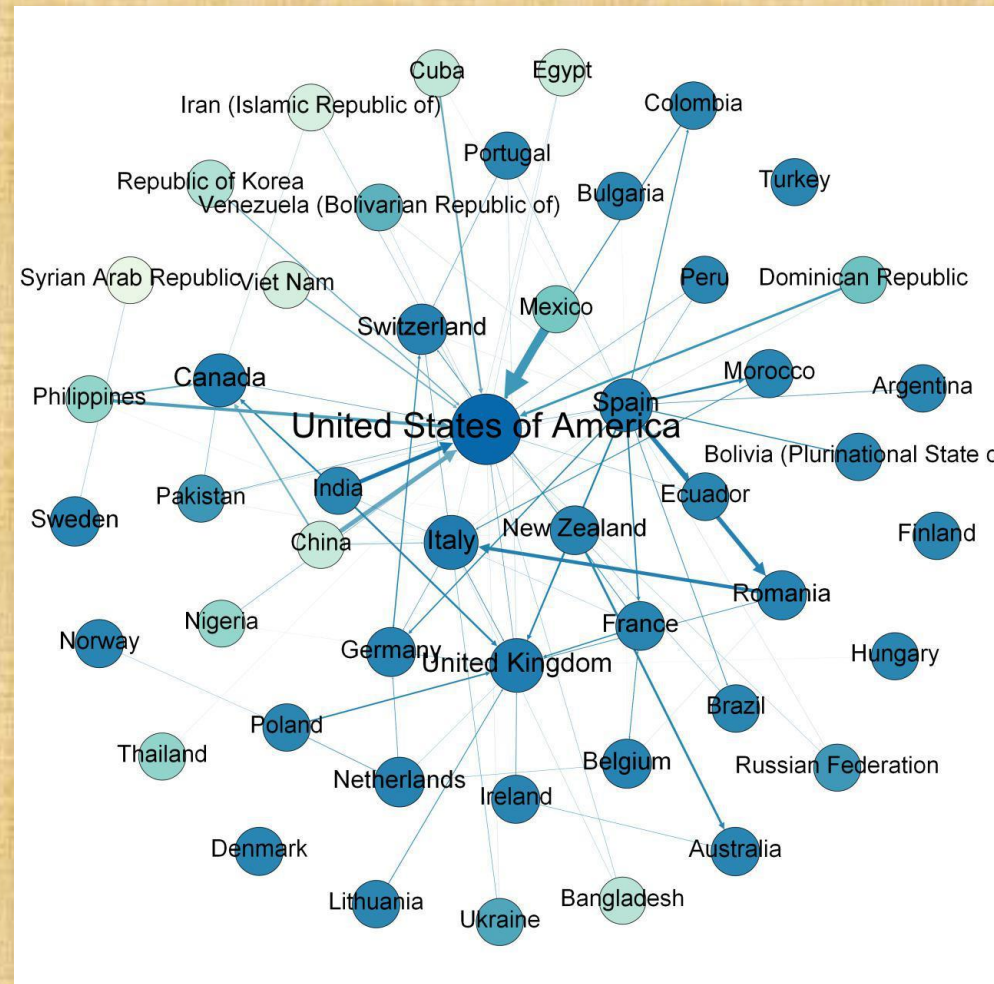 Cuba
Egypt
Iran (Islamic Republic of)
Colombia
Portugal
Republic of Korea
Bulgaria
Turkey
Venezuela (Bolivarian Republic of)
Syrian Arab Republic
Viet Nam
Peru
Dominican Republic
Mexico
Switzerland
Canada
Morocco
Philippines
Spain
Argentina
United States of America
Bolivia (Plurinational State o
Pakistan
India
Ecuador
Sweden
China
Italy
New Zealand
Finland
Romania
Nigeria
France
Norway
Germany
United Kingdom
Hungary
Poland
Brazil
Thailand
Netherlands
Belgium
Russian Federation
Ireland
Denmark
Australia
Lithuania
Bangladesh
Ukraine